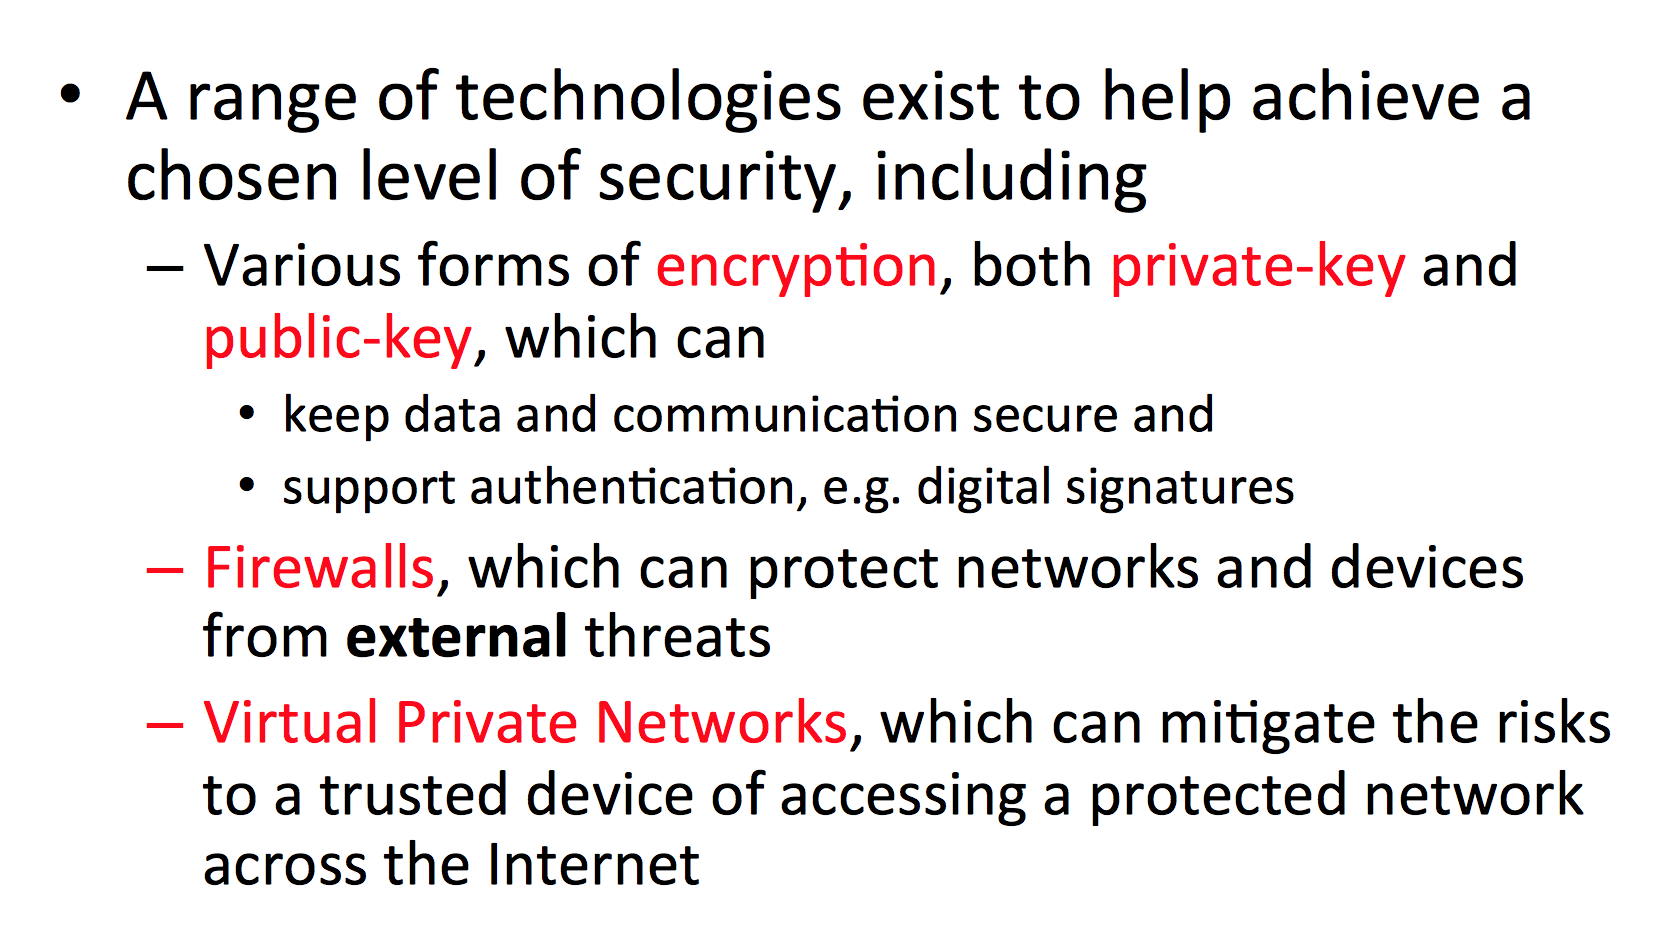 • A range of technologies exist to help achieve a
chosen level of security, including
– Various forms of encryption, both private-key and
public-key, which can
• keep data and communication secure and
• support authentication, e.g. digital signatures
– Firewalls, which can protect networks and devices
from external threats
– Virtual Private Networks, which can mitigate the risks
to a trusted device of accessing a protected network
across the Internet